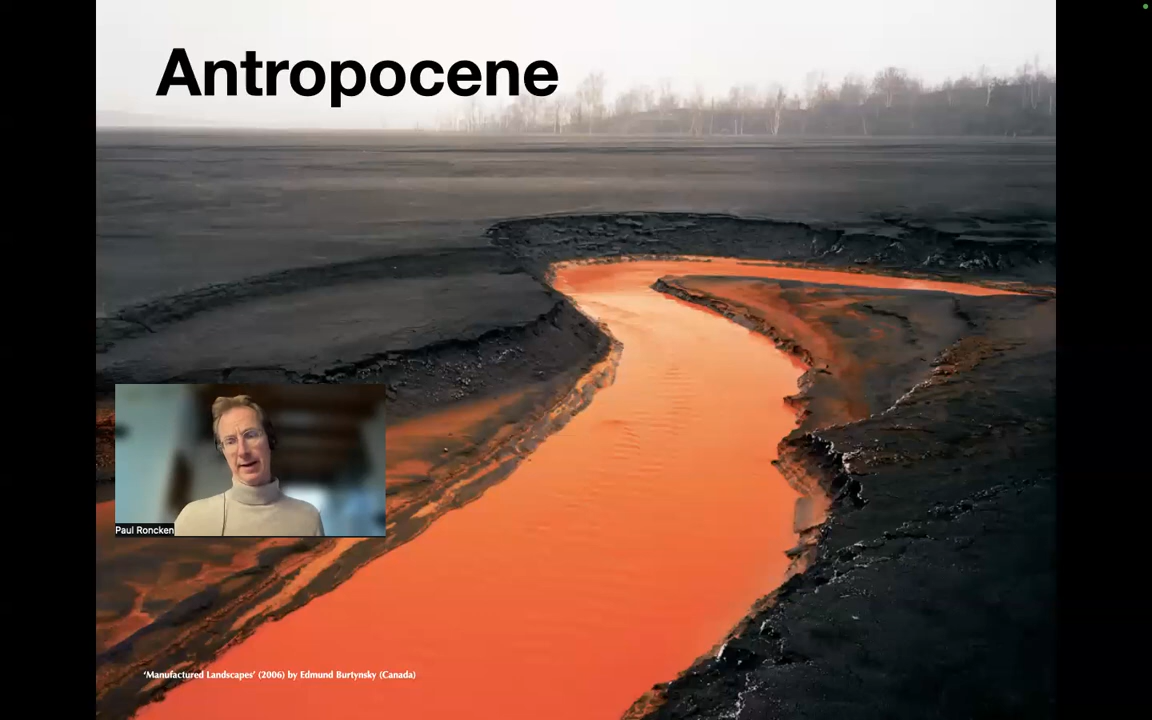 Antropocene
Paul Roncken
‘Manufactured Landscapes’ (2006) by Edmund Burtynsky (Canada)